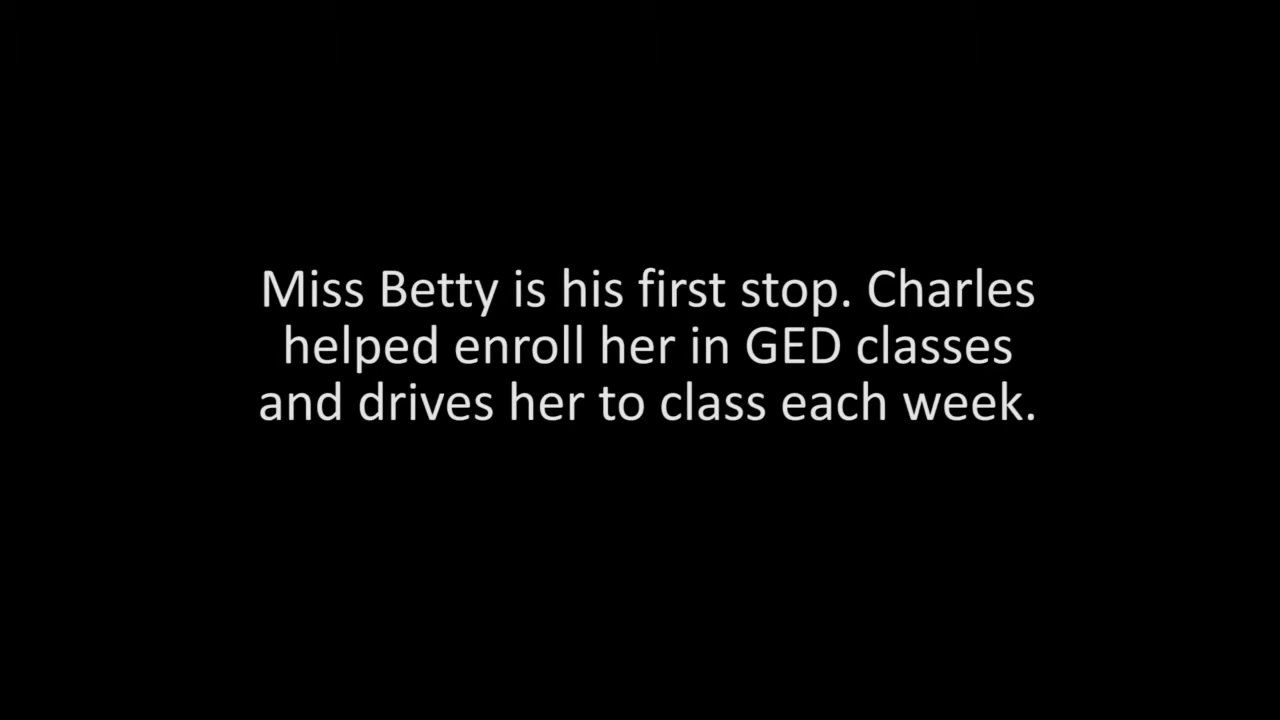 Miss Betty is his first stop. Charles
helped enroll her in GED classes
and drives her to class each week.